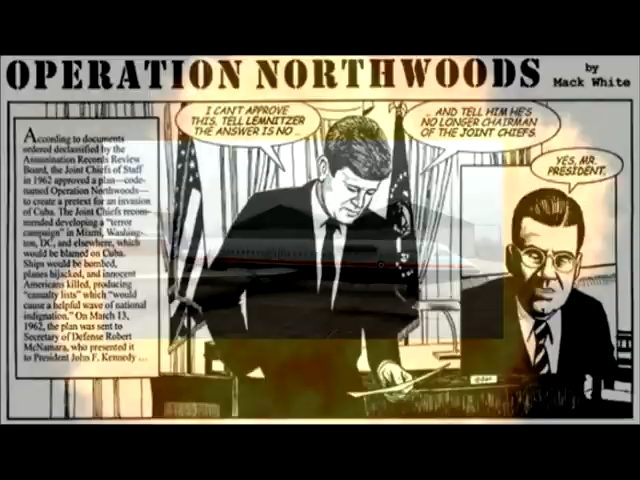 OPERATION NORTHWOODS
by
Mack White
According to documents
ordered declassified by the
Assassination Records Review
Board, the Joint Chiefs of Staff
in 1962 approved a plan—code-
named Operation Northwoods—
to create a pretext for an invasion
of Cuba. The Joint Chiefs recom-
mended developing a "terror
campaign" in Miami, Washing-
ton, DC, and elsewhere, which
would be blamed on Cuba.
Ships would be bombed,
planes hijacked, and innocent
Americans killed, producing
"casualty lists" which "would
cause a helpful wave of national
indignation." On March 13,
1962, the plan was sent to
Secretary of Defense Robert
McNamara, who presented it
to President John F. Kennedy ...
I CAN'T APPROVE
THIS. TELL LEMNITZER
THE ANSWER IS NO ..
.. AND TELL HIM HE'S
NO LONGER CHAIRMAN
OF THE JOINT CHIEFS.
YES, MR.
PRESIDENT.